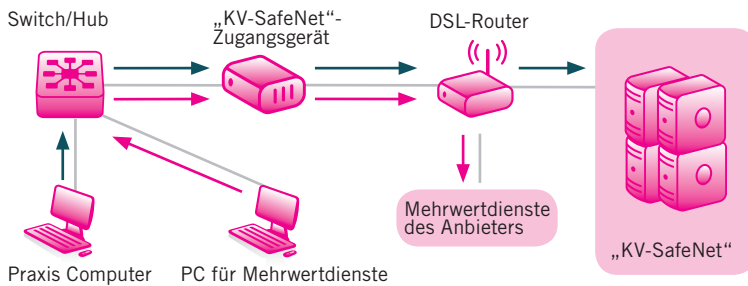 Switch/Hub
„KV-SafeNet“-
Zugangsgerät
DSL-Router
Mehrwertdienste
des Anbieters
„KV-SafeNet“
Praxis Computer
PC für Mehrwertdienste